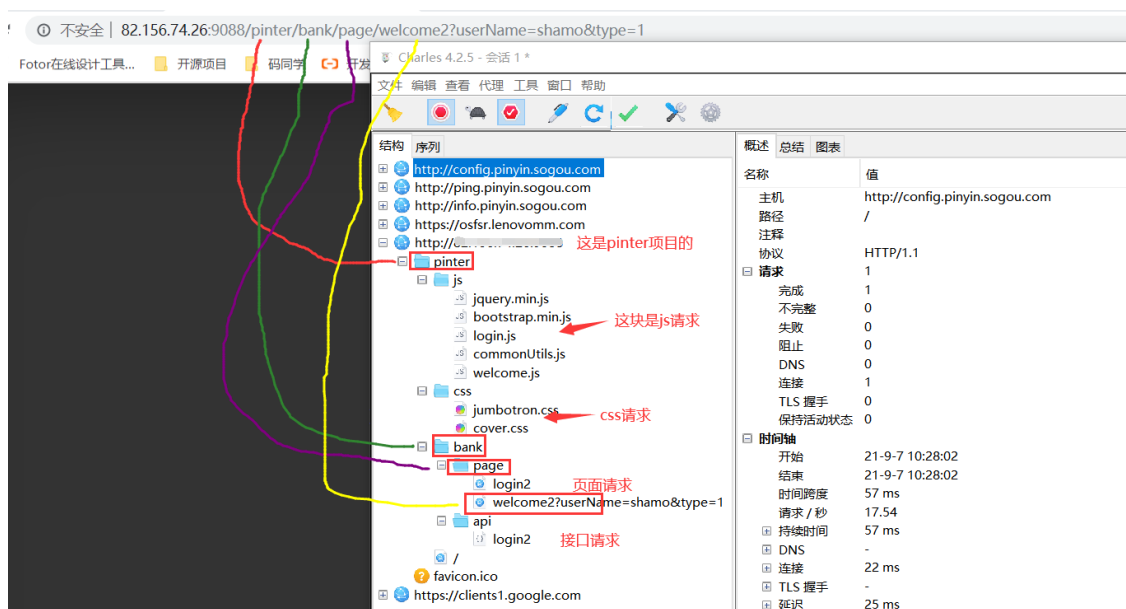 不安全 | 82.156.74.26:9088/pinter/bank/page/welcome2?userName=shamo&type=1
Fotor在线设计工具... 开源项目 码同学 开发
Charles 4.2.5 - 会话 1 *
文件 编辑 查看 代理 工具 窗口 帮助
结构 序列
http://config.pinyin.sogou.com
http://ping.pinyin.sogou.com
http://info.pinyin.sogou.com
https://osfsr.lenovomm.com
http:// 这是pinter项目的
pinter
js
jquery.min.js
bootstrap.min.js
这块是js请求
login.js
commonUtils.js
welcome.js
css
jumbotron.css
css请求
cover.css
bank
page
login2
页面请求
welcome2?userName=shamo&type=1
api
login2
接口请求
/
favicon.ico
https://clients1.google.com
概述 总结 图表
名称 值
主机 http://config.pinyin.sogou.com
路径 /
注释
协议 HTTP/1.1
请求 1
完成 1
不完整 0
失败 0
阻止 0
DNS 0
连接 1
TLS 握手 0
保持活动状态 0
时间轴
开始 21-9-7 10:28:02
结束 21-9-7 10:28:02
时间跨度 57 ms
请求 / 秒 17.54
持续时间 57 ms
DNS -
连接 22 ms
TLS 握手 -
延迟 25 ms